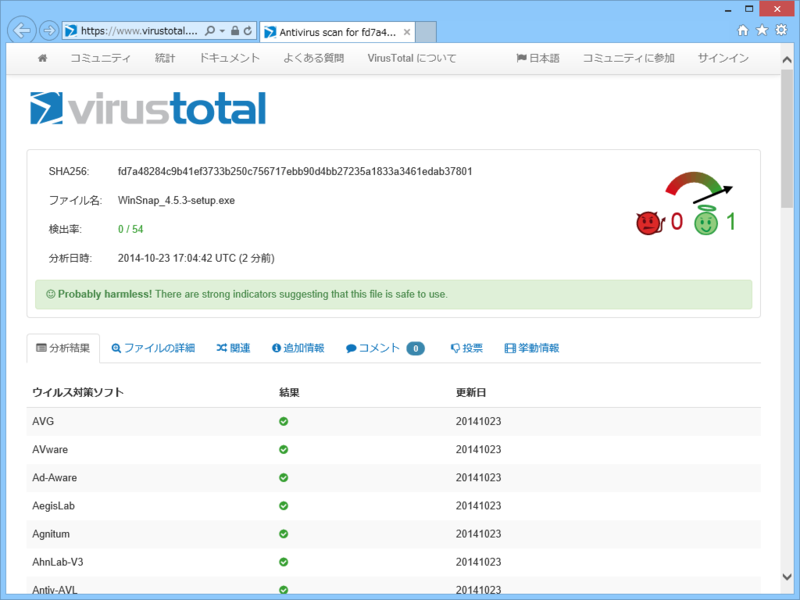 https://www.virustotal....
Antivirus scan for fd7a4...
コミュニティ 統計 ドキュメント よくある質問 VirusTotal について 日本語 コミュニティに参加 サインイン
virustotal
SHA256: fd7a48284c9b41ef3733b250c756717ebb90d4bb27235a1833a3461edab37801
ファイル名: WinSnap_4.5.3-setup.exe
検出率: 0 / 54
0 1
分析日時: 2014-10-23 17:04:42 UTC (2 分前)
Probably harmless! There are strong indicators suggesting that this file is safe to use.
分析結果 ファイルの詳細 関連 追加情報 コメント 0 投票 挙動情報
ウイルス対策ソフト 結果 更新日
AVG 20141023
AVware 20141023
Ad-Aware 20141023
AegisLab 20141023
Agnitum 20141023
AhnLab-V3 20141023
Antiy-AVL 20141023